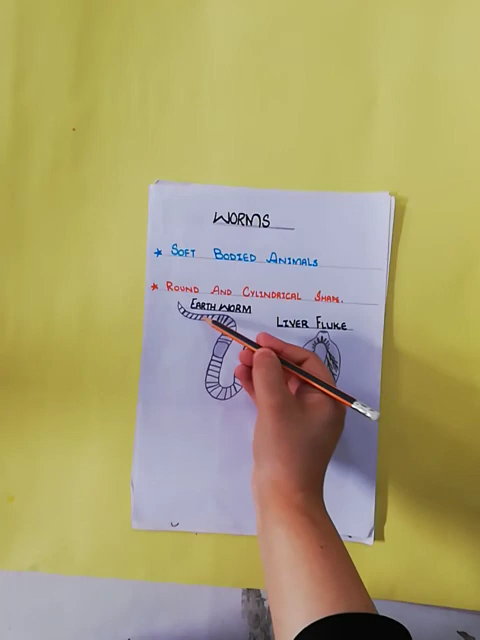 WORMS
* SOFT BODIED ANIMALS
* ROUND AND CYLINDRICAL SHAPE.
EARTH WORM
LIVER FLUKE